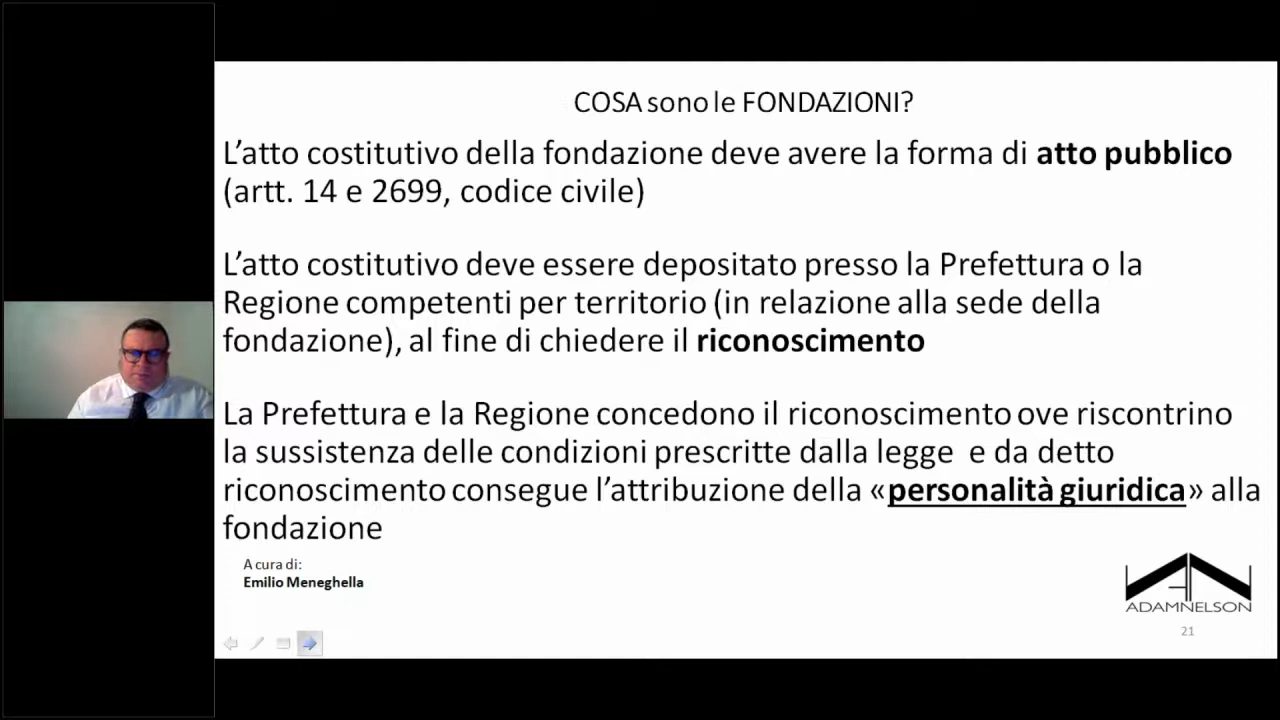 COSA sono le FONDAZIONI?
L’atto costitutivo della fondazione deve avere la forma di atto pubblico
(artt. 14 e 2699, codice civile)
L’atto costitutivo deve essere depositato presso la Prefettura o la
Regione competenti per territorio (in relazione alla sede della
fondazione), al fine di chiedere il riconoscimento
La Prefettura e la Regione concedono il riconoscimento ove riscontrino
la sussistenza delle condizioni prescritte dalla legge e da detto
riconoscimento consegue l’attribuzione della «personalità giuridica» alla
fondazione
A cura di:
Emilio Meneghella
ADAMNELSON
21